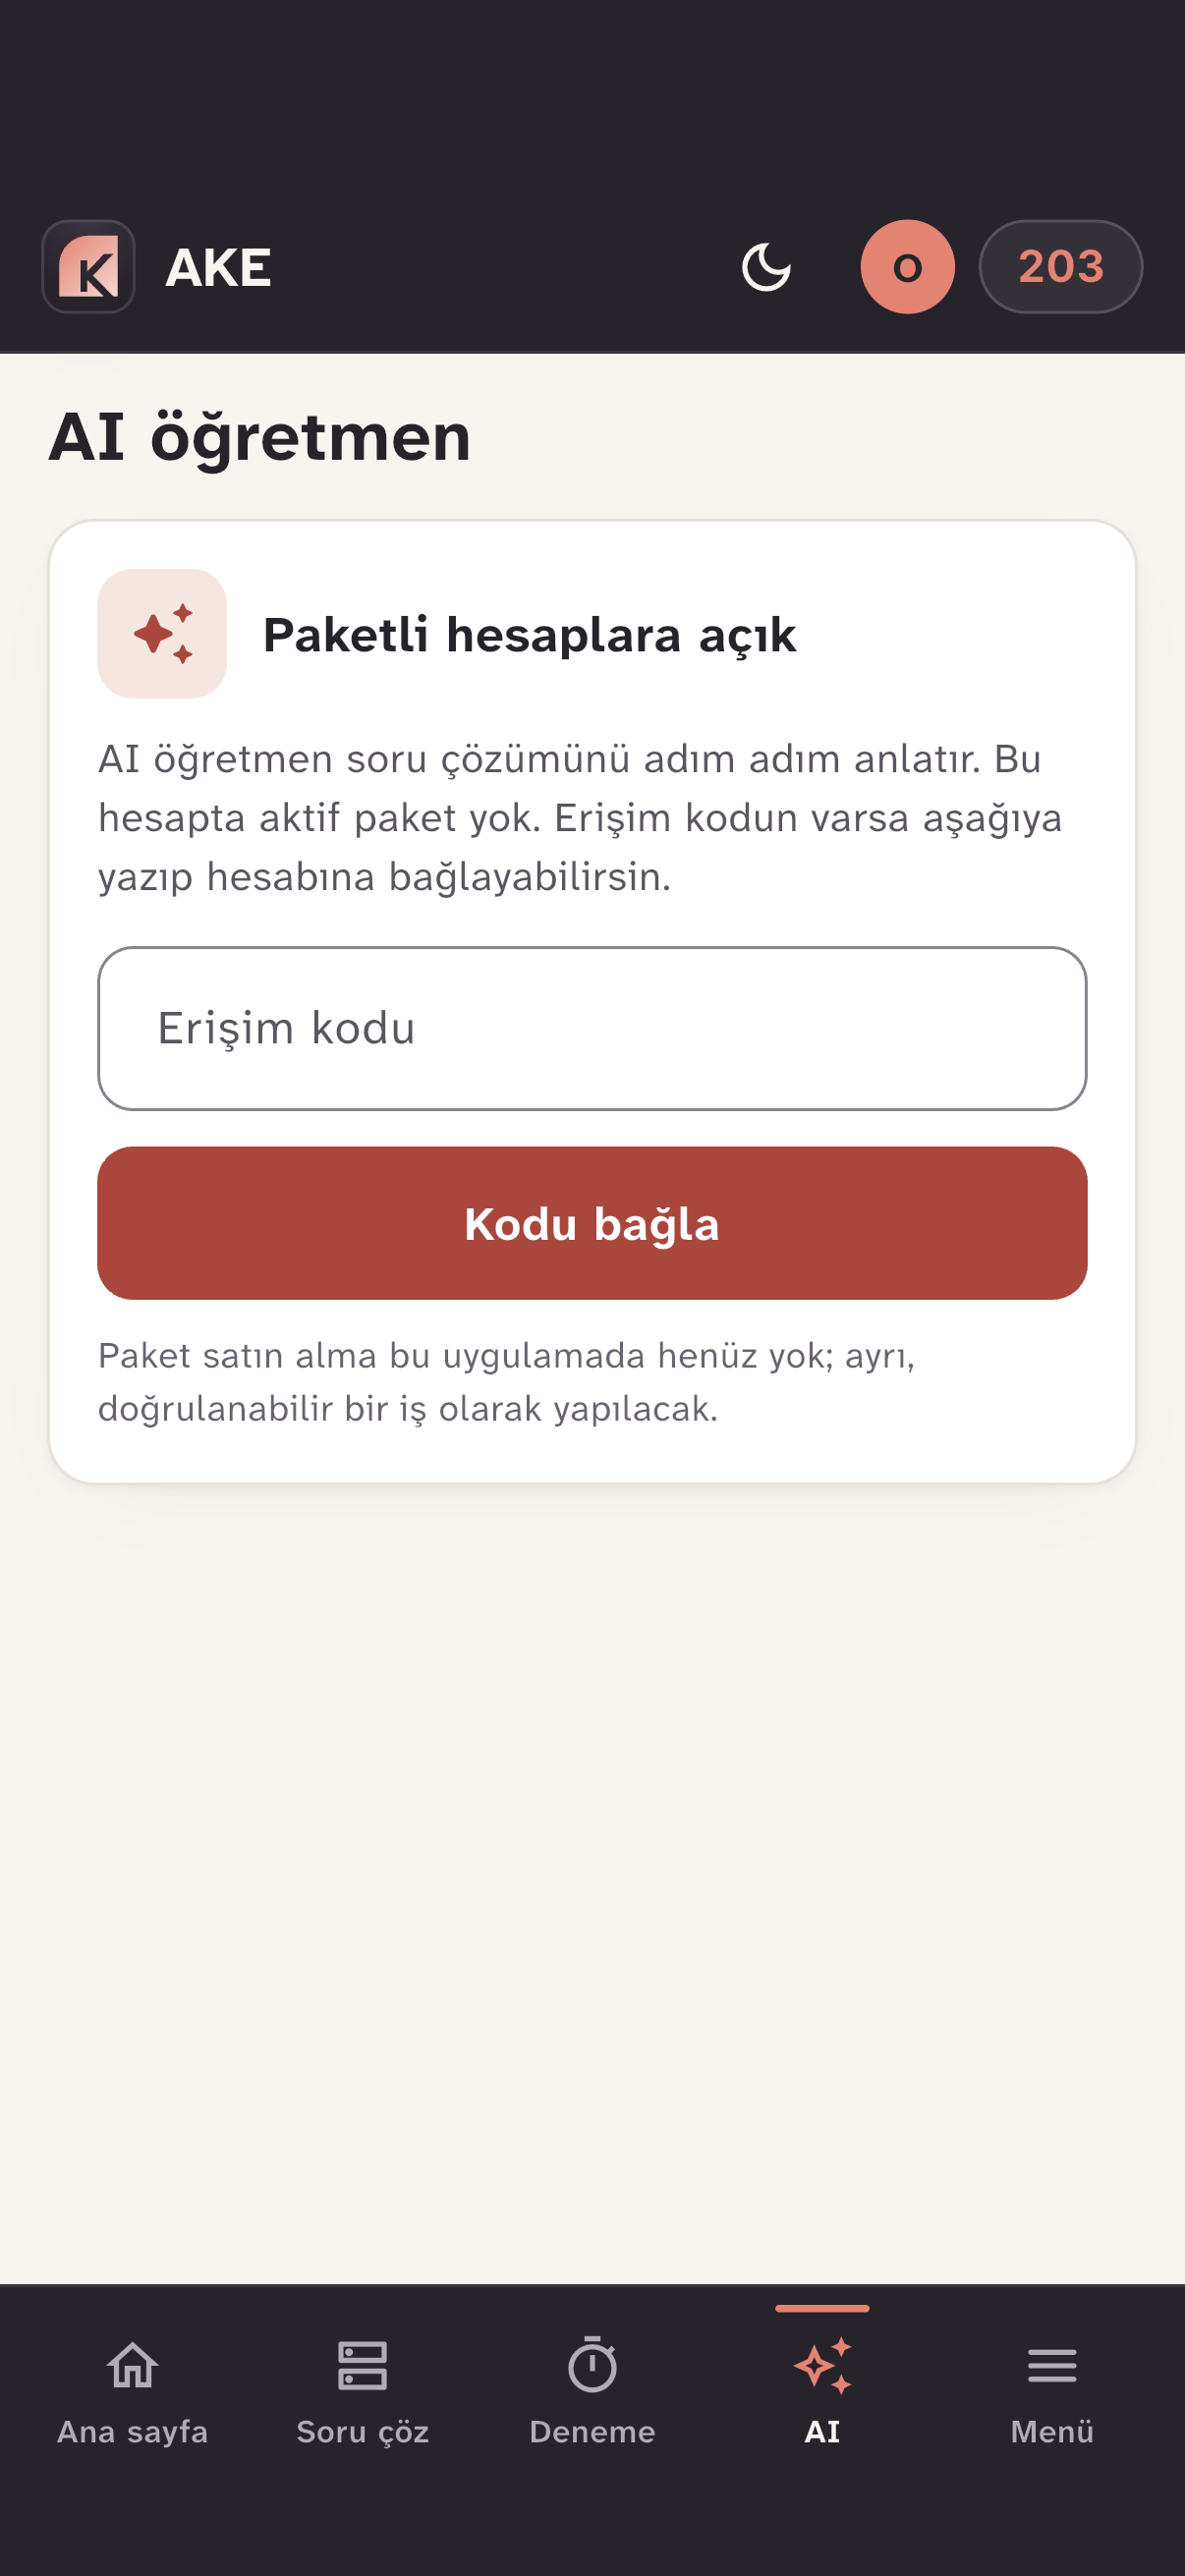 K AKE O 203
AI öğretmen
Paketli hesaplara açık
AI öğretmen soru çözümünü adım adım anlatır. Bu
hesapta aktif paket yok. Erişim kodun varsa aşağıya
yazıp hesabına bağlayabilirsin.
Erişim kodu
Kodu bağla
Paket satın alma bu uygulamada henüz yok; ayrı,
doğrulanabilir bir iş olarak yapılacak.
Ana sayfa Soru çöz Deneme AI Menü